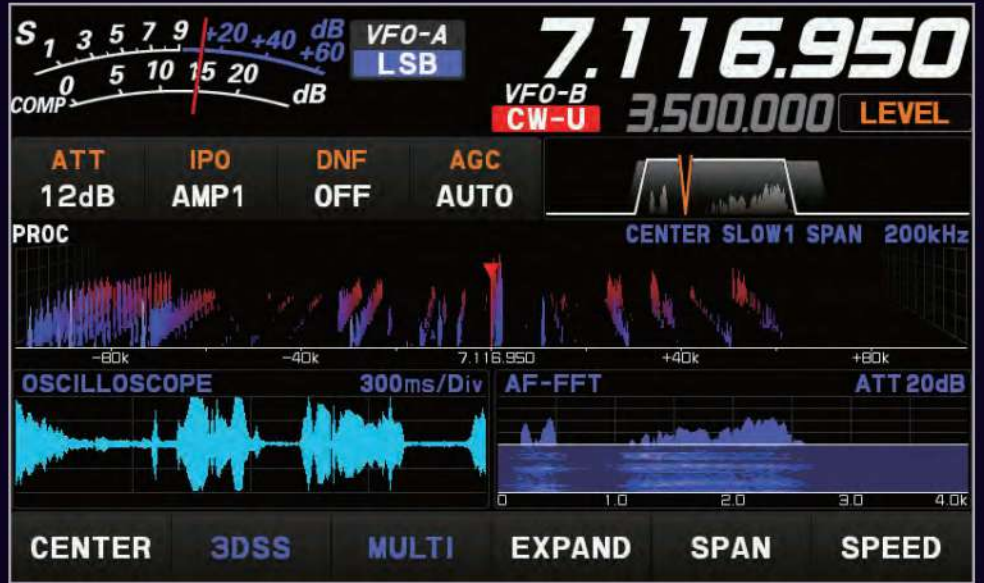 S 1 3 5 7 9 +20 +40 +60 dB
0 5 10 15 20 dB
COMP
VFO-A
LSB
7.116.950
VFO-B
CW-U
3.500.000
LEVEL
ATT IPO DNF AGC
12dB AMP1 OFF AUTO
PROC
CENTER SLOW1 SPAN 200kHz
-80k -40k 7.116.950 +40k +80k
OSCILLOSCOPE 300ms/Div
AF-FFT ATT 20dB
0 1.0 2.0 3.0 4.0k
CENTER 3DSS MULTI EXPAND SPAN SPEED